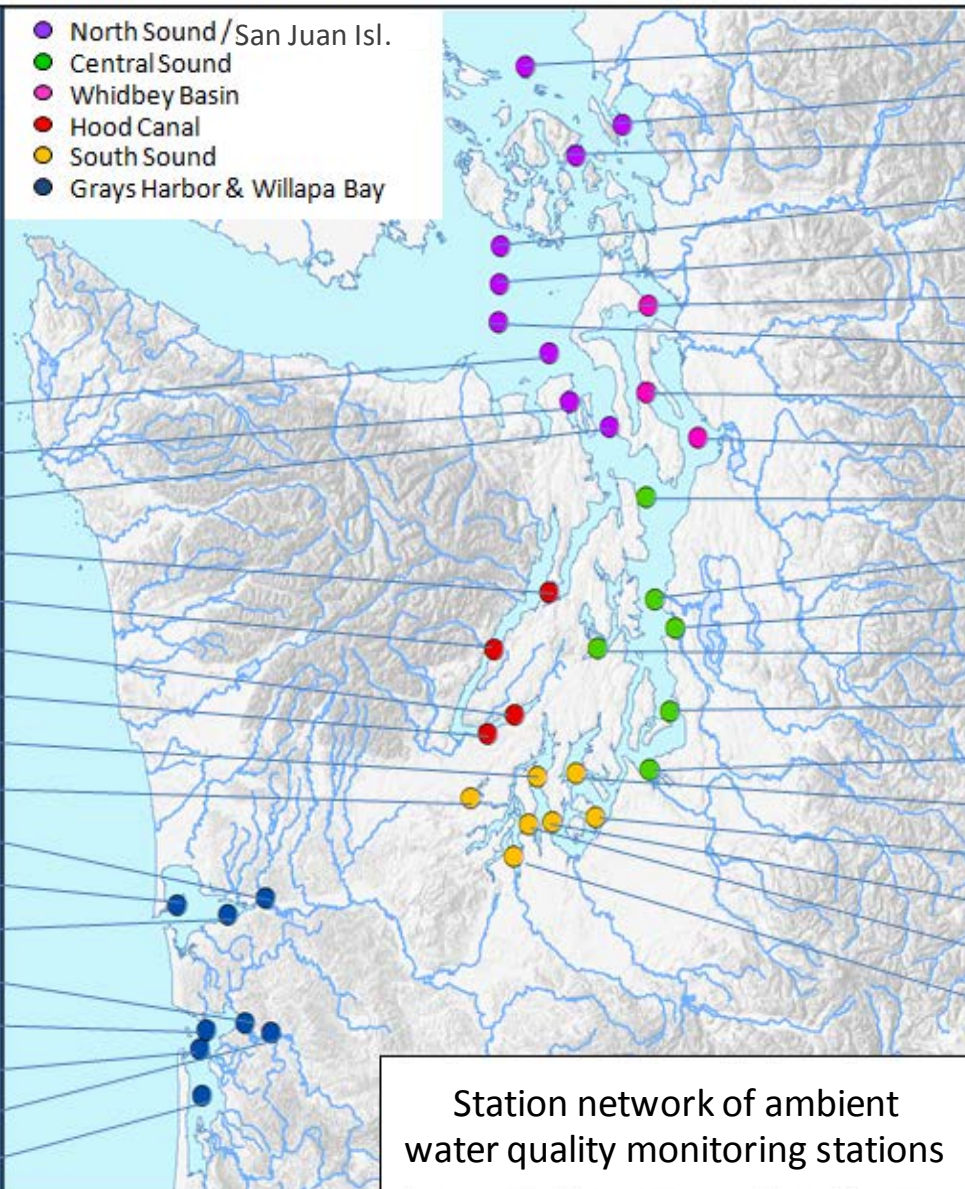 North Sound / San Juan Isl.
Central Sound
Whidbey Basin
Hood Canal
South Sound
Grays Harbor & Willapa Bay
Station network of ambient
water quality monitoring stations